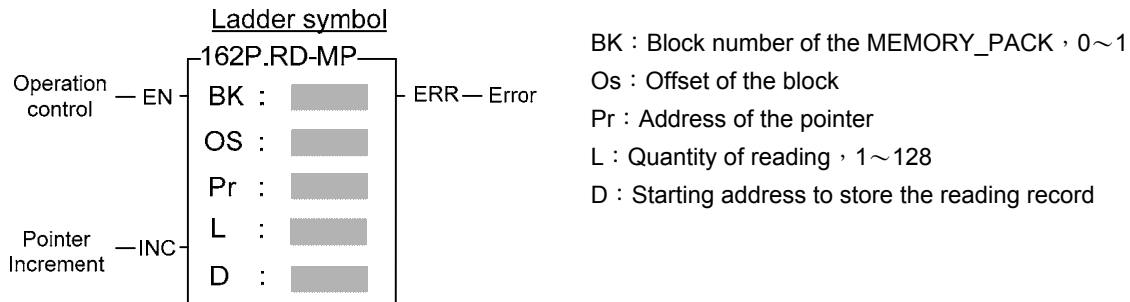 Ladder symbol
162P.RD-MP
Operation
control
EN
BK :
ERR
Error
OS :
Pr :
L :
Pointer
Increment
INC
D :
BK：Block number of the MEMORY_PACK，0～1
Os：Offset of the block
Pr：Address of the pointer
L：Quantity of reading，1～128
D：Starting address to store the reading record